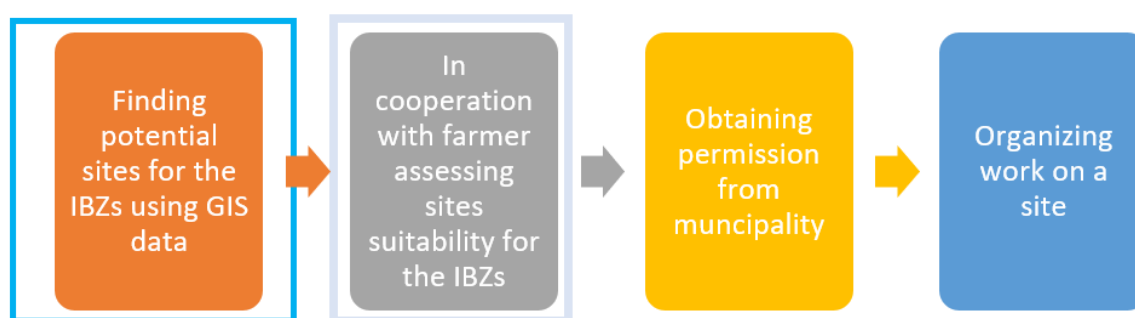 Finding
potential
sites for the
IBZs using GIS
data
In
cooperation
with farmer
assessing
sites
suitability for
the IBZs
Obtaining
permission
from
muncipality
Organizing
work on a
site